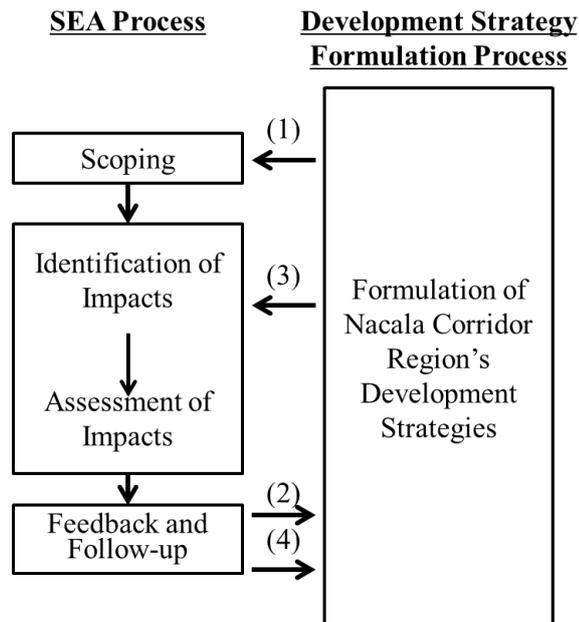 SEA Process
Development Strategy
Formulation Process
(1)
Scoping
Identification of
Impacts
(3)
Assessment of
Impacts
Formulation of
Nacala Corridor
Region's
Development
Strategies
(2)
Feedback and
Follow-up
(4)